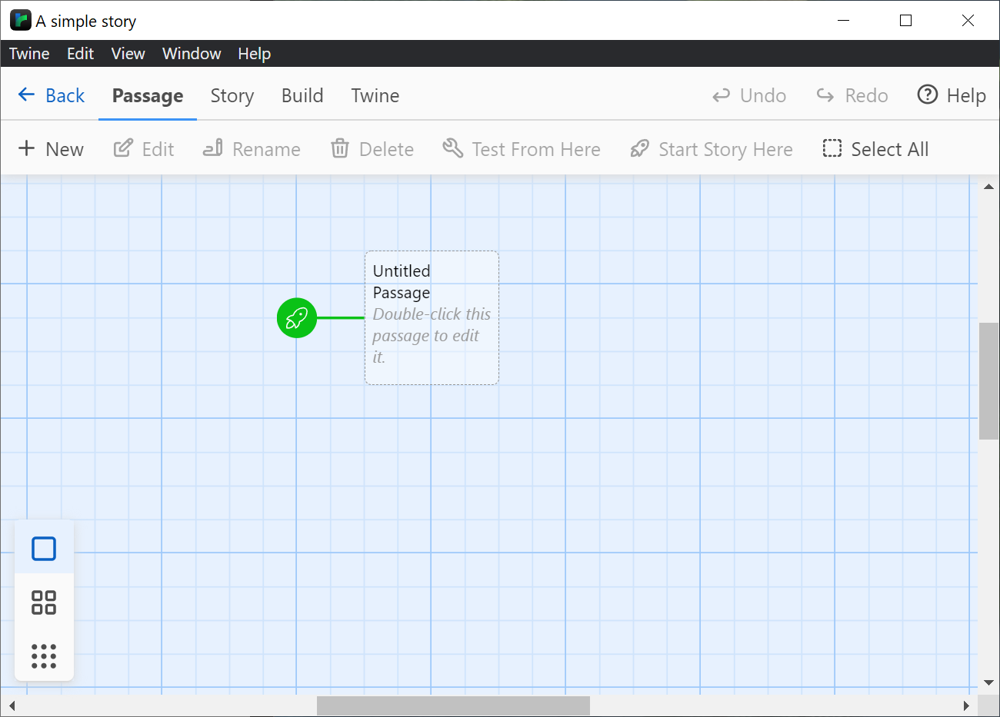 A simple story
Twine Edit View Window Help
Back Passage Story Build Twine Undo Redo Help
New Edit Rename Delete Test From Here Start Story Here Select All
Untitled
Passage
Double-click this
passage to edit
it.